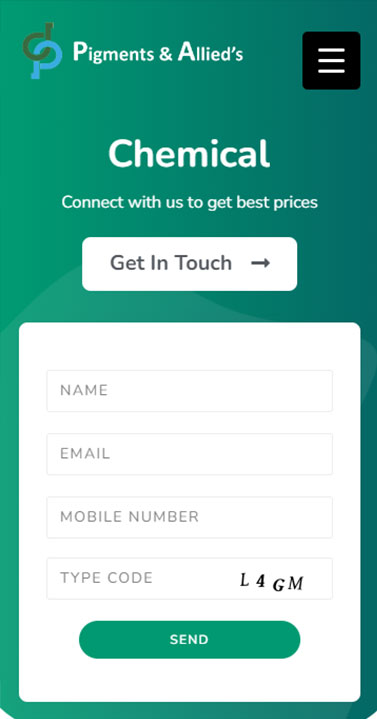 Pigments & Allied's
Chemical
Connect with us to get best prices
Get In Touch
NAME
EMAIL
MOBILE NUMBER
TYPE CODE
L 4 G M
SEND